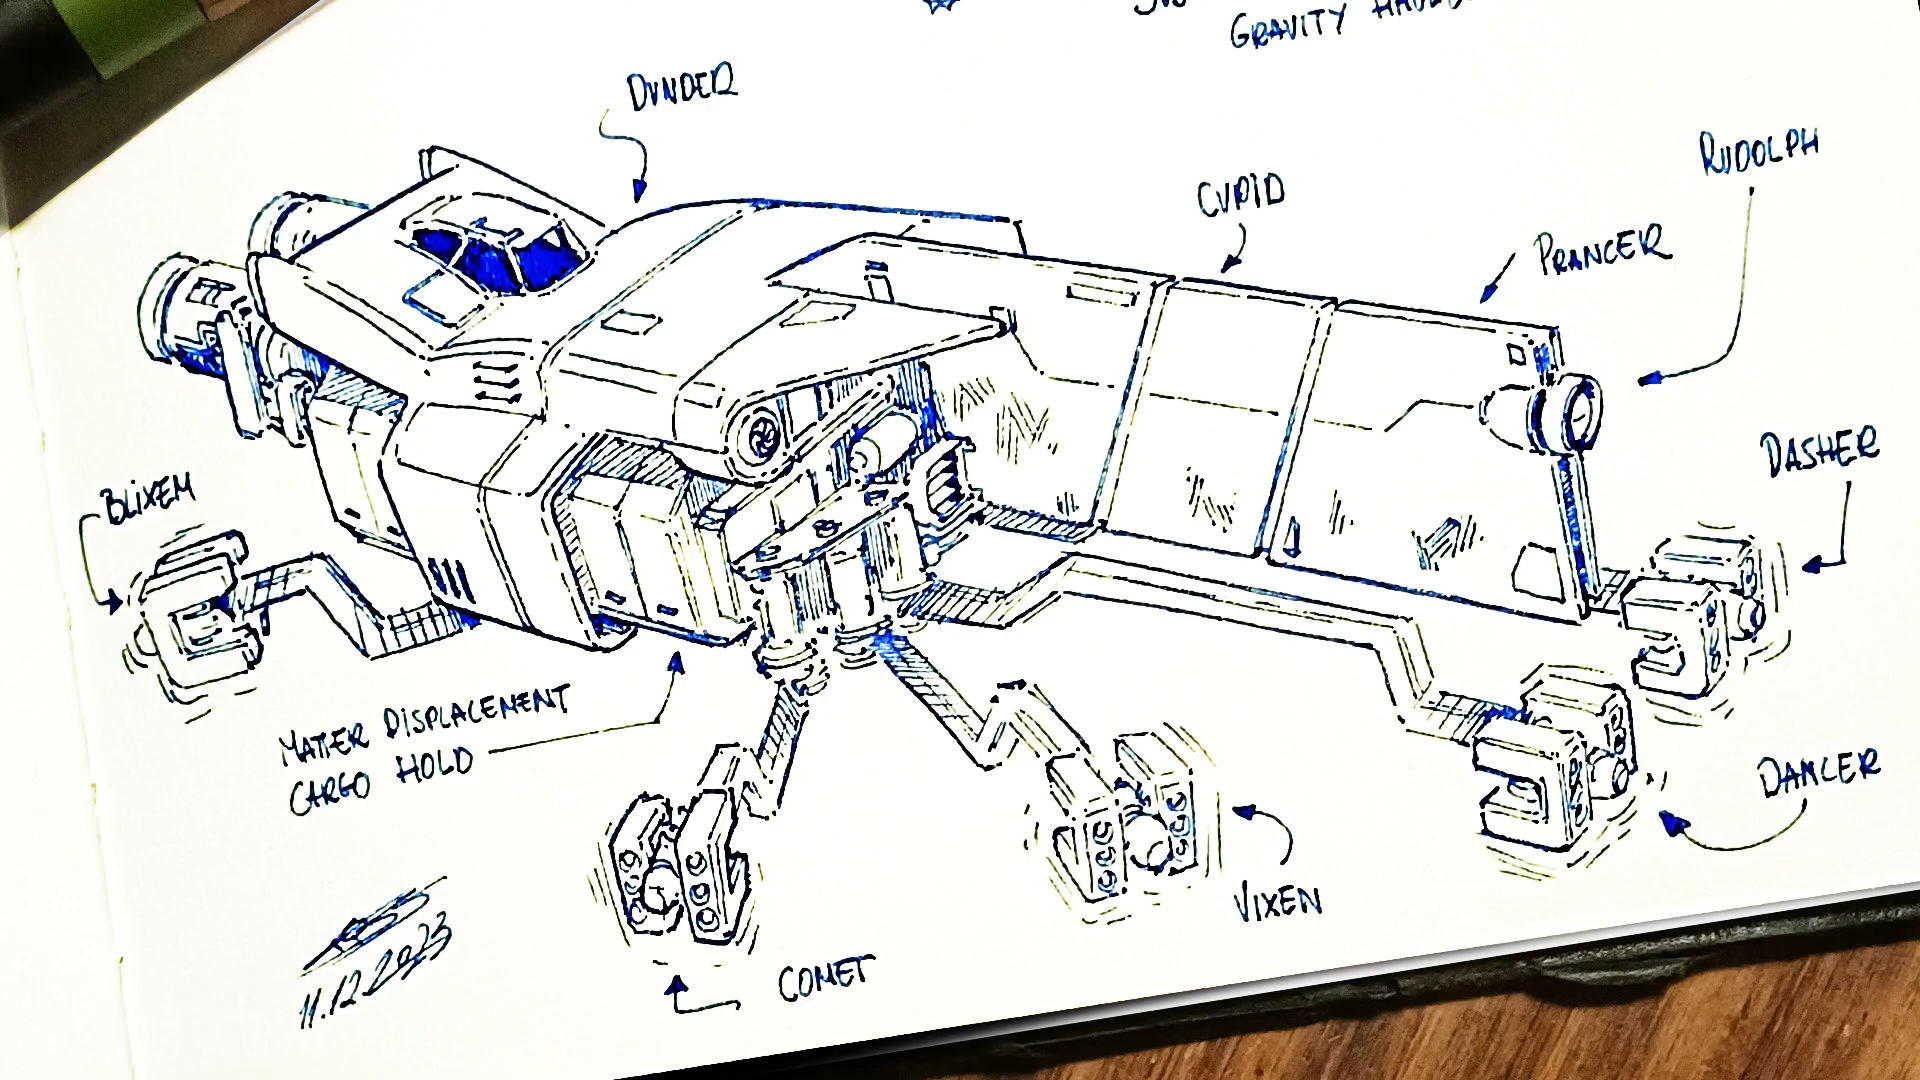 GRAVITY
DUNDER
RUDOLPH
CUPID
PRANCER
DASHER
BLIXEM
MATTER DISPLACEMENT
CARGO HOLD
DANCER
VIXEN
COMET
11.12.2023